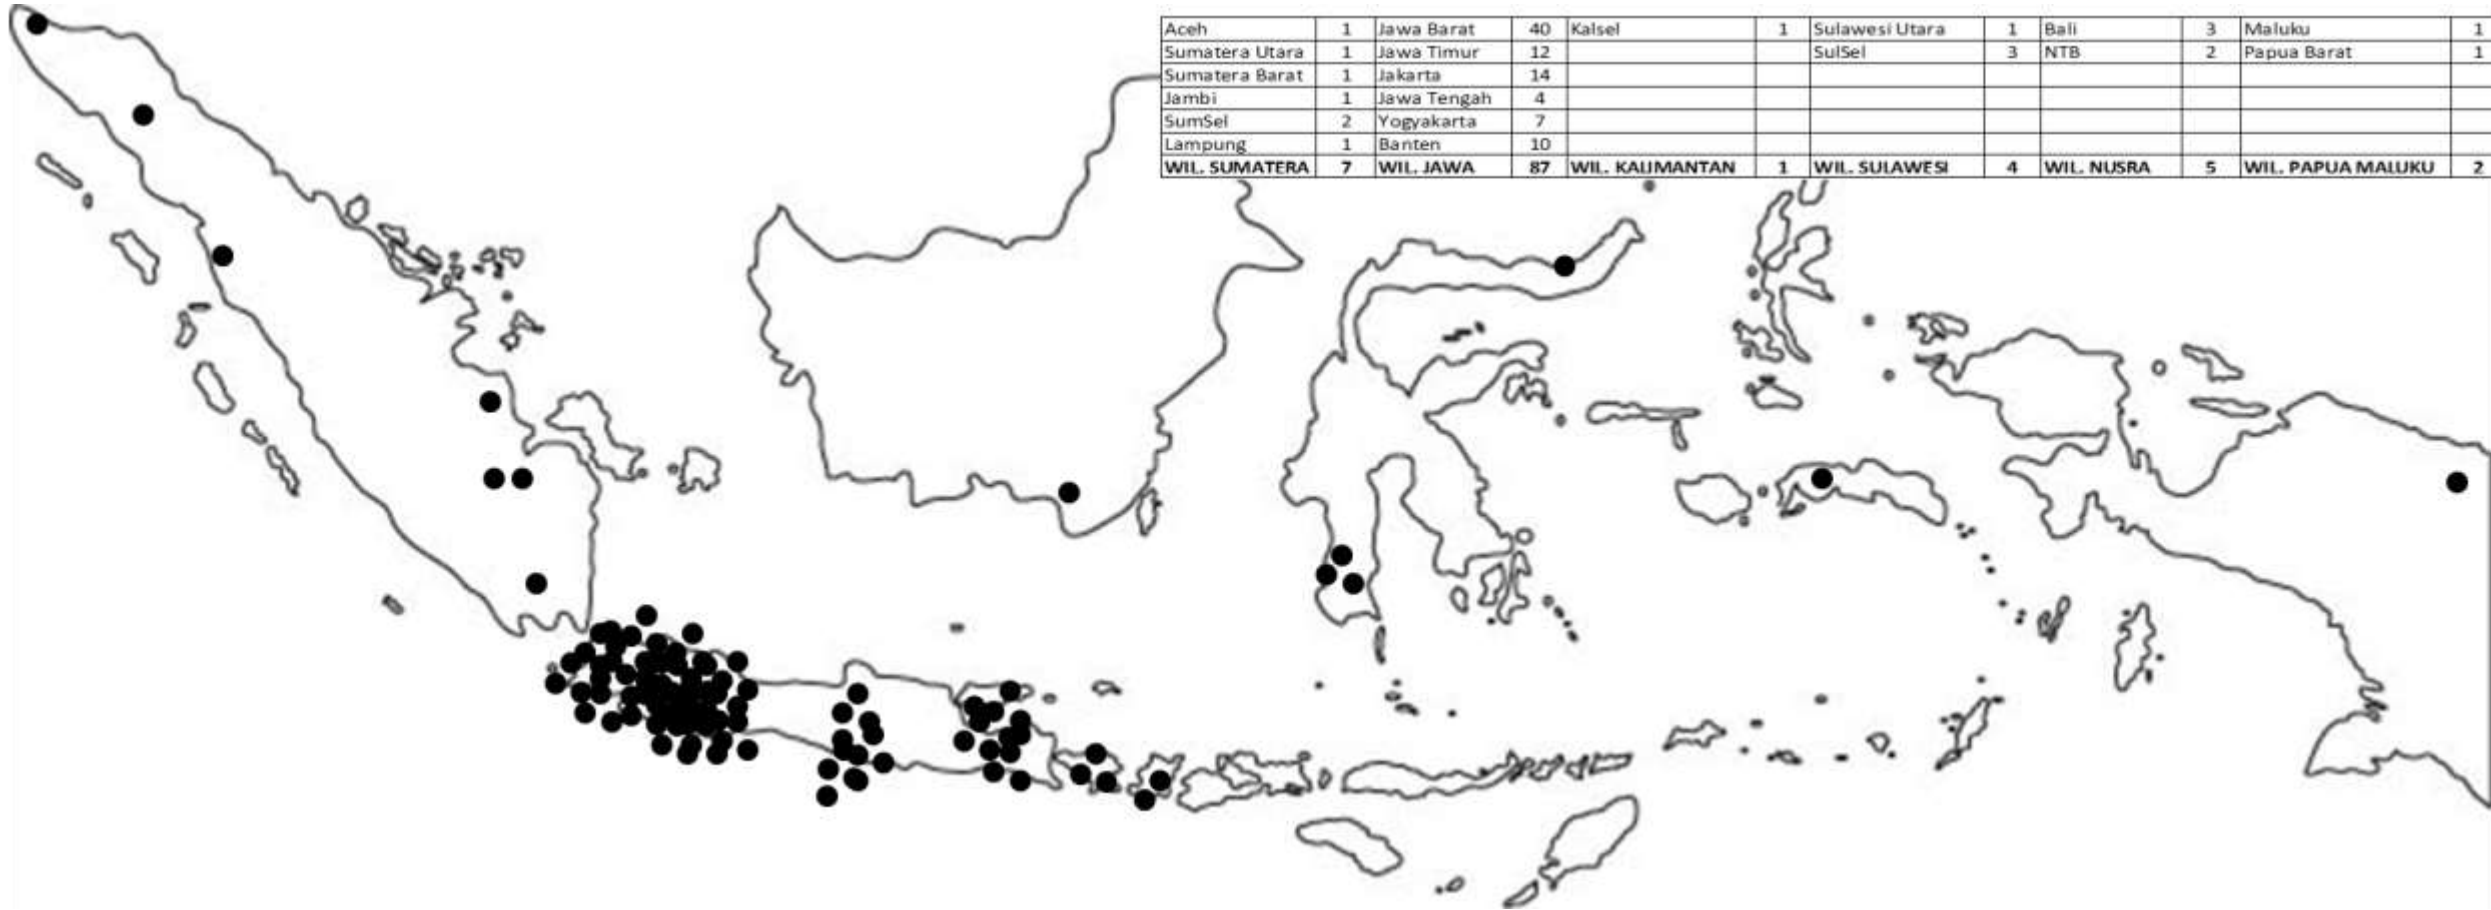 Aceh 1 Jawa Barat 40 Kalsel 1 Sulawesi Utara 1 Bali 3 Maluku 1
Sumatera Utara 1 Jawa Timur 12 SulSel 3 NTB 2 Papua Barat 1
Sumatera Barat 1 Jakarta 14
Jambi 1 Jawa Tengah 4
SumSel 2 Yogyakarta 7
Lampung 1 Banten 10
WIL. SUMATERA 7 WIL. JAWA 87 WIL. KALIMANTAN 1 WIL. SULAWESI 4 WIL. NUSRA 5 WIL. PAPUA MALUKU 2